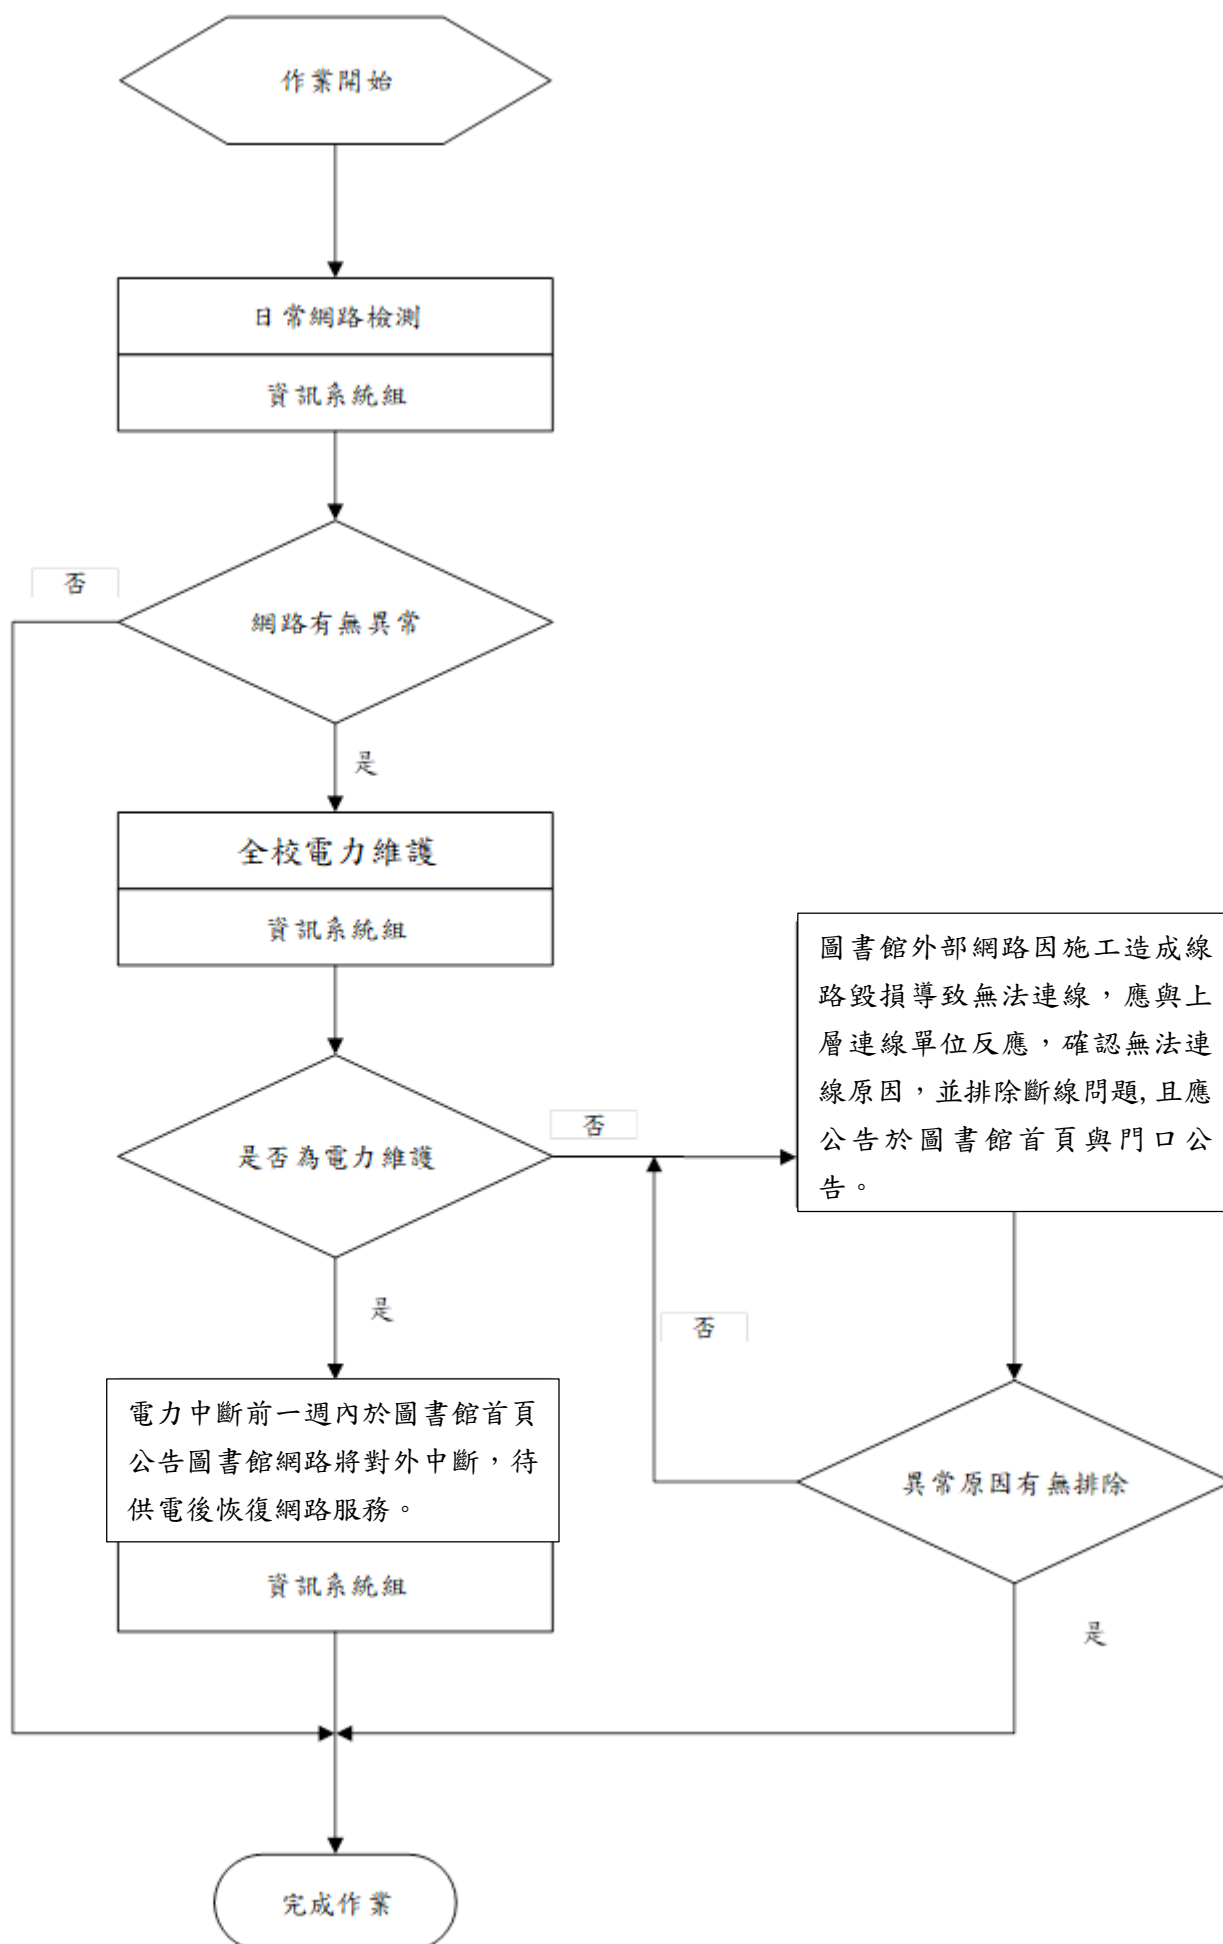 作業開始
日常網路檢測
資訊系統組
否
網路有無異常
是
全校電力維護
資訊系統組
圖書館外部網路因施工造成線
路毀損導致無法連線，應與上
層連線單位反應，確認無法連
線原因，並排除斷線問題,且應
公告於圖書館首頁與門口公
告。
否
是否為電力維護
是
否
電力中斷前一週內於圖書館首頁
公告圖書館網路將對外中斷，待
供電後恢復網路服務。
資訊系統組
異常原因有無排除
是
完成作業